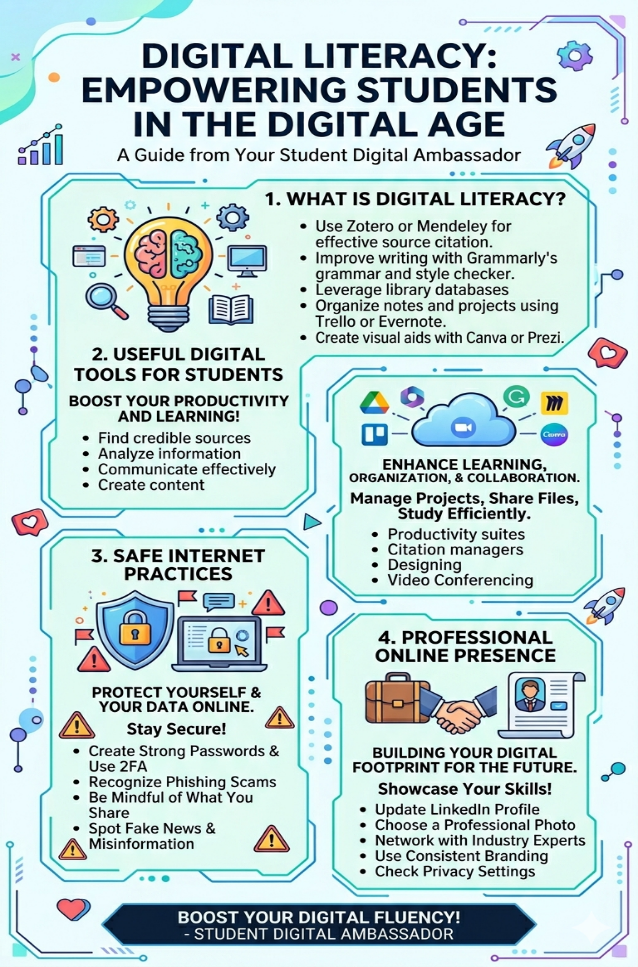 DIGITAL LITERACY:
EMPOWERING STUDENTS
IN THE DIGITAL AGE
A Guide from Your Student Digital Ambassador
1. WHAT IS DIGITAL LITERACY?
• Use Zotero or Mendeley for
effective source citation.
• Improve writing with Grammarly's
grammar and style checker.
• Leverage library databases
• Organize notes and projects using
Trello or Evernote.
• Create visual aids with Canva or Prezi.
2. USEFUL DIGITAL
TOOLS FOR STUDENTS
BOOST YOUR PRODUCTIVITY
AND LEARNING!
• Find credible sources
• Analyze information
• Communicate effectively
• Create content
Canva
ENHANCE LEARNING,
ORGANIZATION, & COLLABORATION.
Manage Projects, Share Files,
Study Efficiently.
• Productivity suites
• Citation managers
• Designing
• Video Conferencing
3. SAFE INTERNET
PRACTICES
PROTECT YOURSELF &
YOUR DATA ONLINE.
Stay Secure!
• Create Strong Passwords &
Use 2FA
• Recognize Phishing Scams
• Be Mindful of What You
Share
• Spot Fake News &
Misinformation
4. PROFESSIONAL
ONLINE PRESENCE
BUILDING YOUR DIGITAL
FOOTPRINT FOR THE FUTURE.
Showcase Your Skills!
• Update LinkedIn Profile
• Choose a Professional Photo
• Network with Industry Experts
• Use Consistent Branding
• Check Privacy Settings
BOOST YOUR DIGITAL FLUENCY!
- STUDENT DIGITAL AMBASSADOR